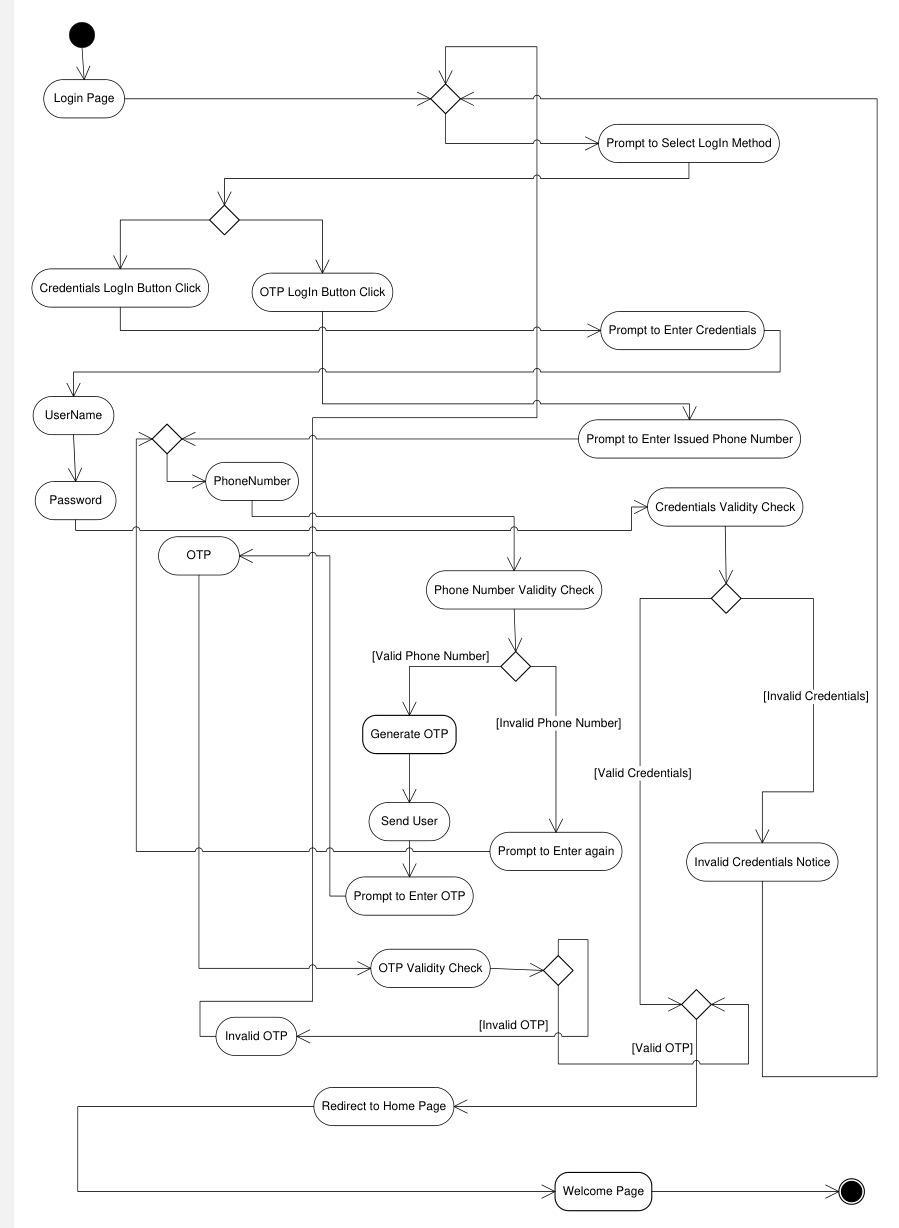 Login Page
Prompt to Select LogIn Method
Credentials LogIn Button Click
OTP LogIn Button Click
Prompt to Enter Credentials
UserName
Prompt to Enter Issued Phone Number
PhoneNumber
Password
Credentials Validity Check
OTP
Phone Number Validity Check
[Valid Phone Number]
[Invalid Credentials]
[Invalid Phone Number]
Generate OTP
[Valid Credentials]
Send User
Prompt to Enter again
Invalid Credentials Notice
Prompt to Enter OTP
OTP Validity Check
[Invalid OTP]
Invalid OTP
[Valid OTP]
Redirect to Home Page
Welcome Page